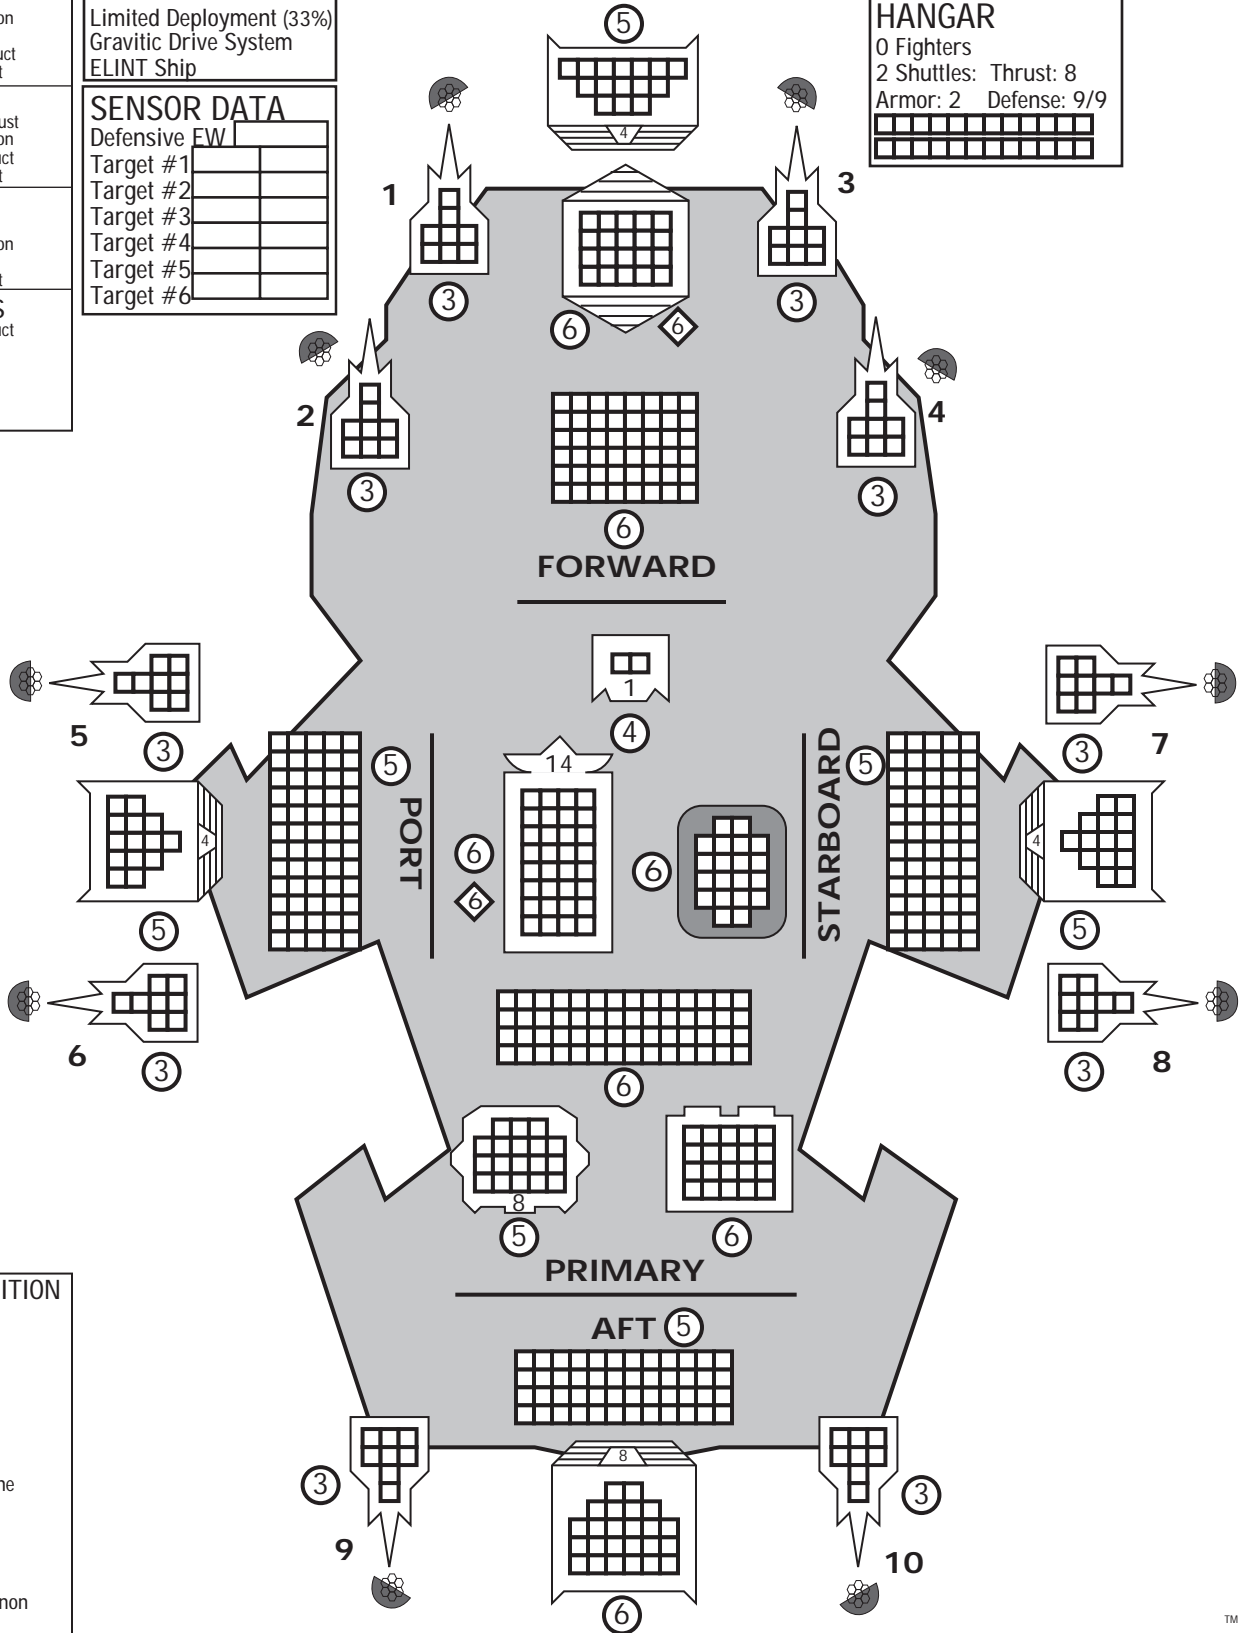 Limited Deployment (33%)
Gravitic Drive System
ELINT Ship
SENSOR DATA
Defensive EW
Target #1
Target #2
Target #3
Target #4
Target #5
Target #6
HANGAR
0 Fighters
2 Shuttles: Thrust: 8
Armor: 2 Defense: 9/9
5
4
1
3
3
3
6
6
2
4
3
3
6
FORWARD
1
4
5
3
7
3
14
5
PORT
5
STARBOARD
4
4
6
6
6
5
5
6
3
8
3
6
8
5
6
PRIMARY
AFT 5
8
3
3
9
10
6
TM